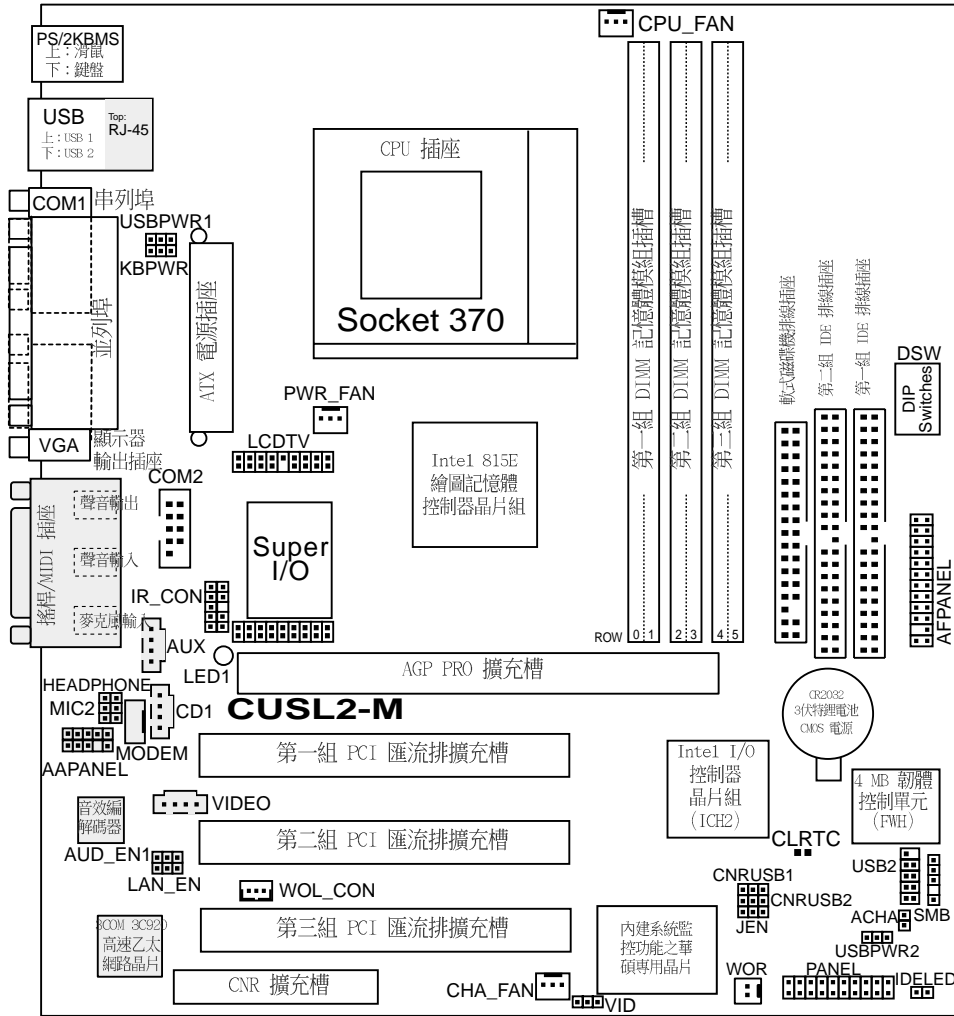 CPU_FAN
PS/2KBMS
上：滑鼠
下：鍵盤
USB
上：USB 1
下：USB 2
Top:
RJ-45
CPU 插座
Socket 370
COM1
串列埠
USBPWR1
KBPWR
並列埠
ATX 電源插座
第一組 DIMM 記憶體模組插槽
第二組 DIMM 記憶體模組插槽
第三組 DIMM 記憶體模組插槽
軟式磁碟機排線插座
第二組 IDE 排線插座
第一組 IDE 排線插座
DSW
DIP
Switches
PWR_FAN
VGA
顯示器
輸出插座
LCDTV
COM2
Intel 815E
繪圖記憶體
控制器晶片組
搖桿/MIDI 插座
聲音輸出
聲音輸入
麥克風輸入
Super
I/O
IR_CON
AFPANEL
ROW
0 1
2 3
4 5
AUX
LED1
AGP PRO 擴充槽
HEADPHONE
MIC2
CD1
CUSL2-M
CR2032
3伏特鋰電池
CMOS 電源
MODEM
AAPANEL
第一組 PCI 匯流排擴充槽
Intel I/O
控制器
晶片組
(ICH2)
4 MB 韌體
控制單元
(FWH)
音效編
解碼器
VIDEO
AUD_EN1
第二組 PCI 匯流排擴充槽
CLRTC
LAN_EN
USB2
WOL_CON
CNRUSB1
CNRUSB2
JEN
ACHA
SMB
USBPWR2
3COM 3C920
高速乙太
網路晶片
第三組 PCI 匯流排擴充槽
內建系統監
控功能之華
碩專用晶片
CNR 擴充槽
CHA_FAN
VID
WOR
PANEL
IDELED